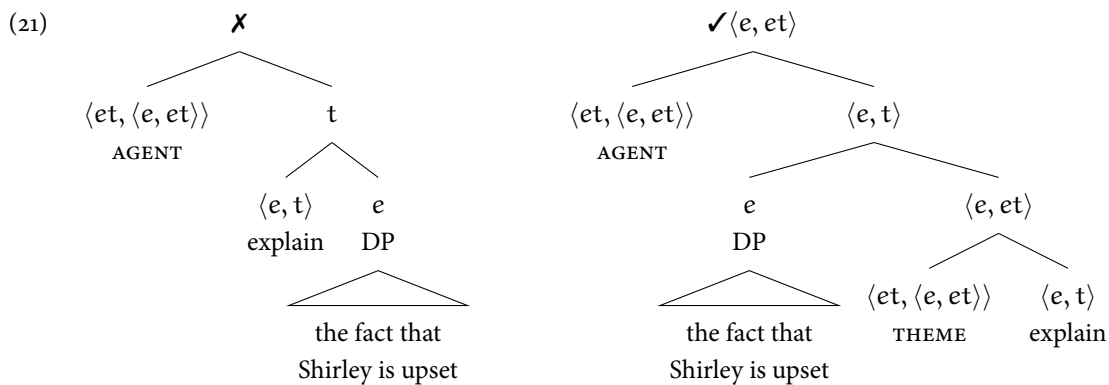 (21) ✗ ✓⟨e, et⟩
⟨et, ⟨e, et⟩⟩ t ⟨et, ⟨e, et⟩⟩ ⟨e, t⟩
AGENT AGENT
⟨e, t⟩ e e ⟨e, et⟩
explain DP DP
⟨et, ⟨e, et⟩⟩ ⟨e, t⟩
the fact that the fact that THEME explain
Shirley is upset Shirley is upset